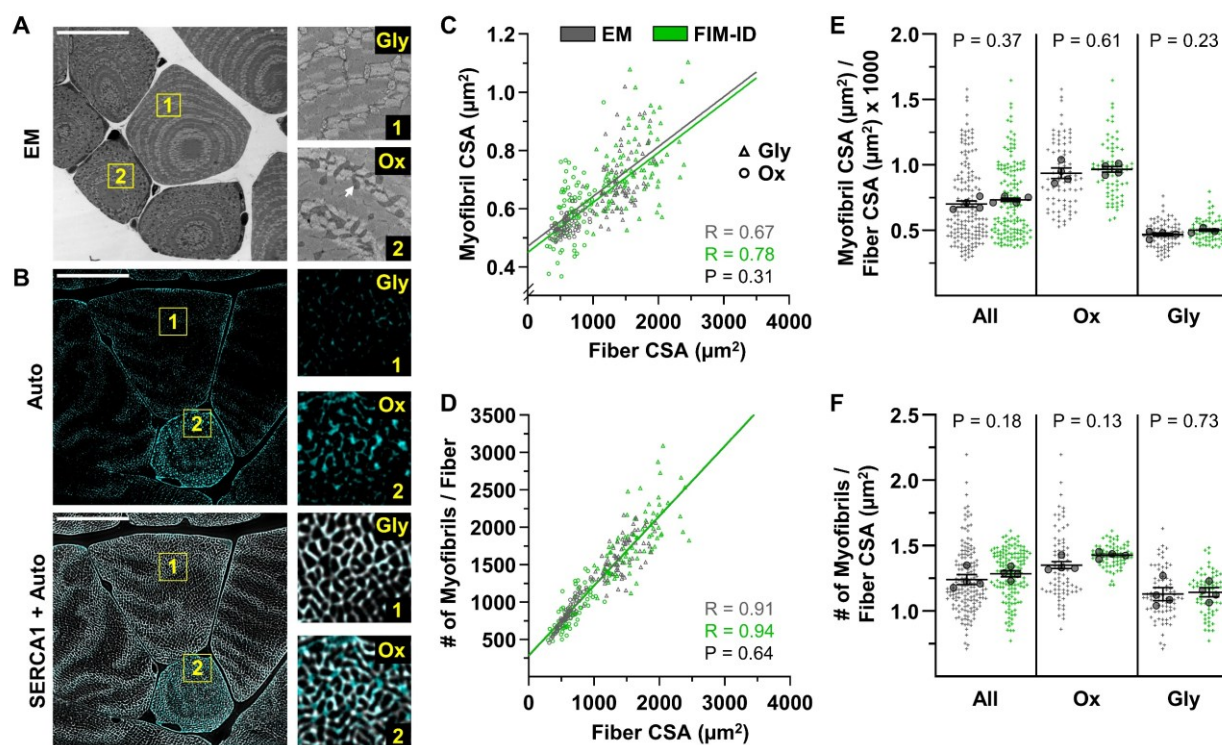 A
EM
1
2
Gly
1
Ox
2
B
Auto
1
2
Gly
1
Ox
2
SERCA1 + Auto
1
2
Gly
1
Ox
2
C
EM FIM-ID
Myofibril CSA (µm²)
1.2
1.0
0.8
0.6
0.4
Gly
Ox
R = 0.67
R = 0.78
P = 0.31
0 1000 2000 3000 4000
Fiber CSA (µm²)
D
# of Myofibrils / Fiber
3500
3000
2500
2000
1500
1000
500
R = 0.91
R = 0.94
P = 0.64
0 1000 2000 3000 4000
Fiber CSA (µm²)
E
Myofibril CSA (µm²) /
Fiber CSA (µm²) x 1000
2.0
1.5
1.0
0.5
P = 0.37 P = 0.61 P = 0.23
All Ox Gly
F
# of Myofibrils /
Fiber CSA (µm²)
2.5
2.0
1.5
1.0
P = 0.18 P = 0.13 P = 0.73
All Ox Gly